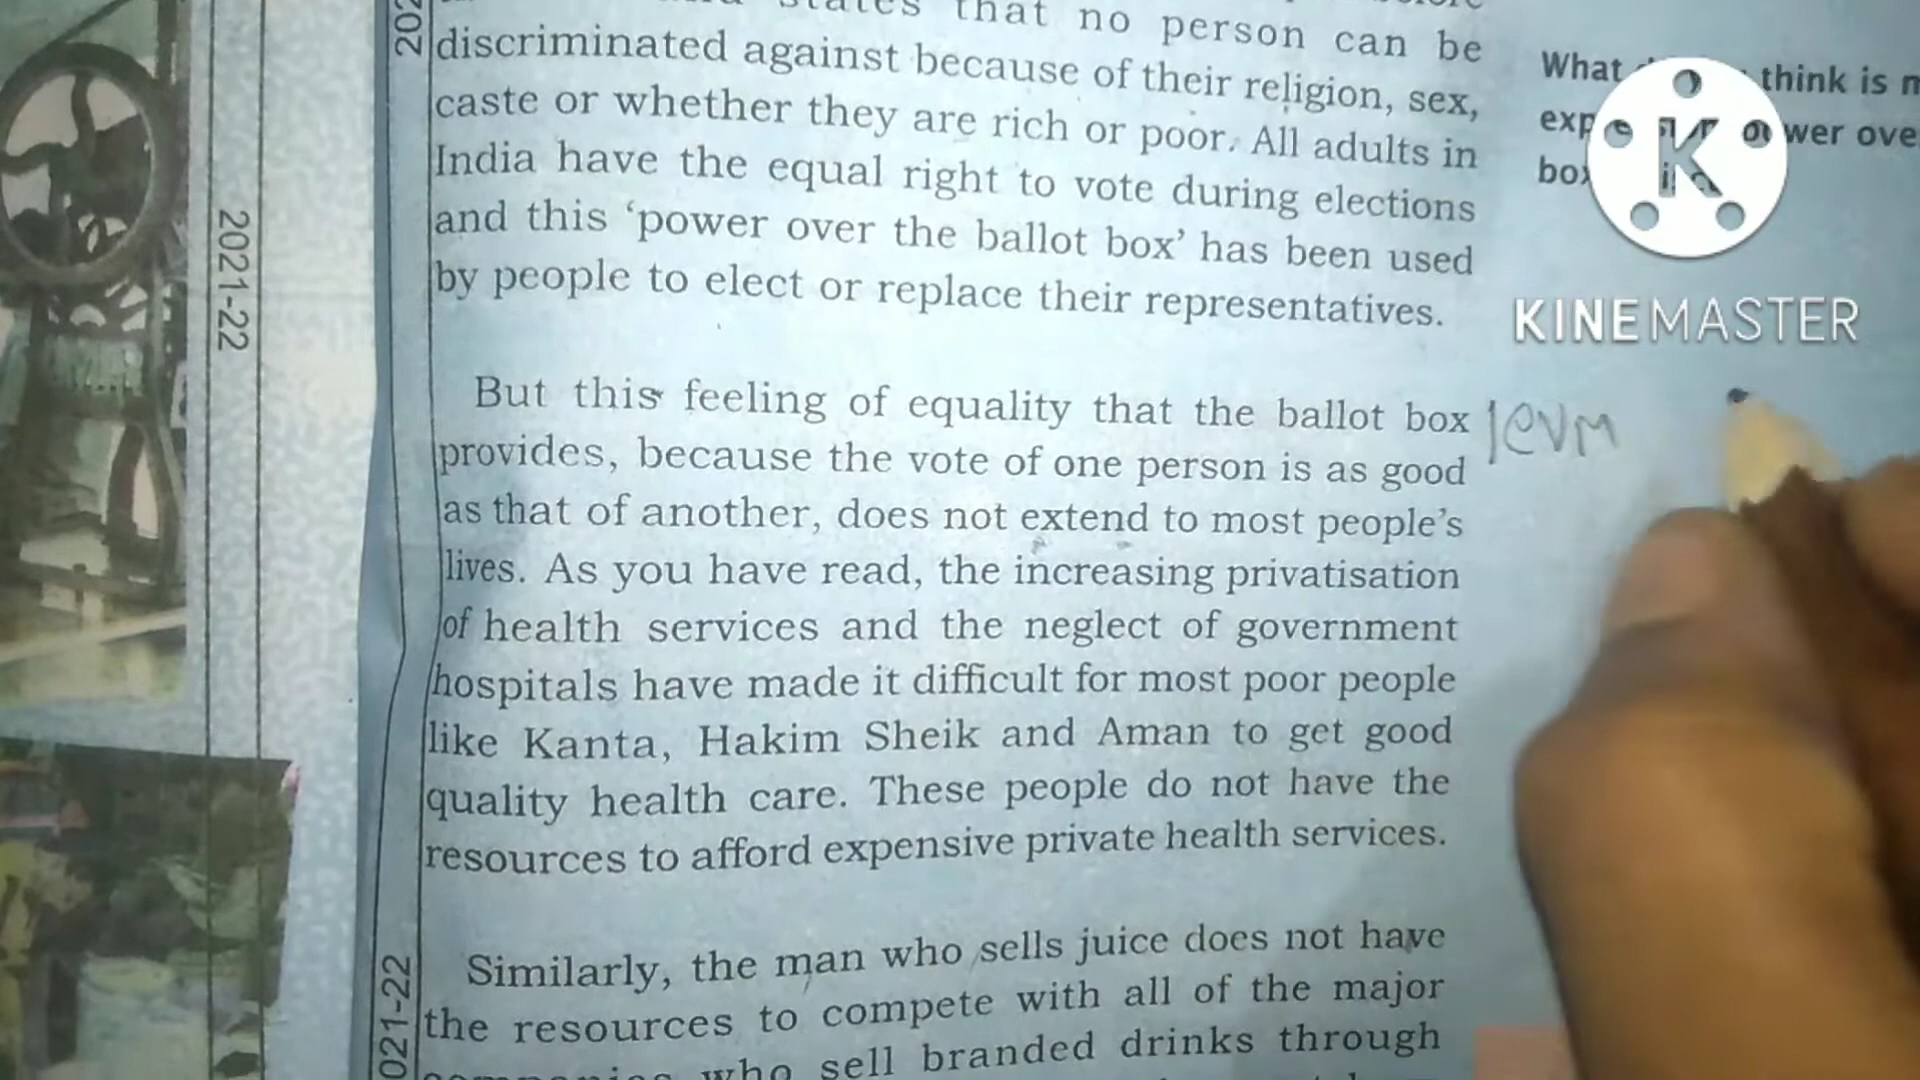 states that no person can be
discriminated against because of their religion, sex,
caste or whether they are rich or poor. All adults in
India have the equal right to vote during elections
and this ‘power over the ballot box’ has been used
by people to elect or replace their representatives.
But this feeling of equality that the ballot box
provides, because the vote of one person is as good
as that of another, does not extend to most people’s
lives. As you have read, the increasing privatisation
of health services and the neglect of government
hospitals have made it difficult for most poor people
like Kanta, Hakim Sheik and Aman to get good
quality health care. These people do not have the
resources to afford expensive private health services.
Similarly, the man who sells juice does not have
the resources to compete with all of the major
who sell branded drinks through
What think is
over
K
KINEMASTER
EVM
2021-22
021-22